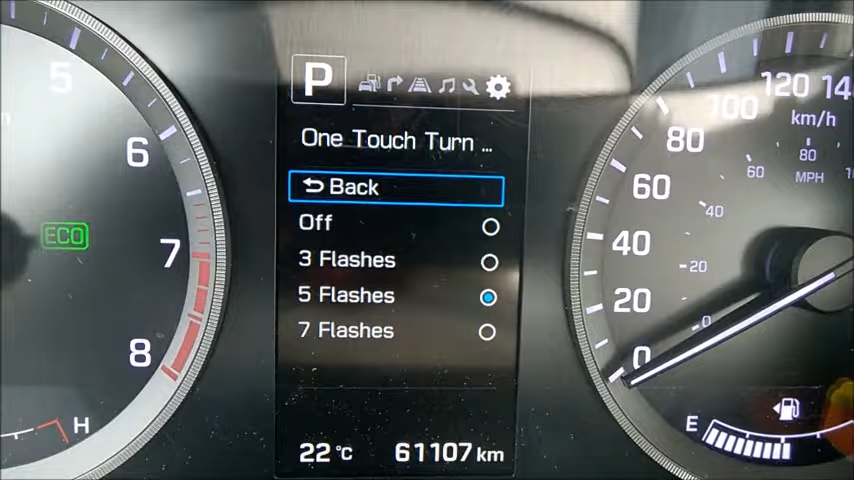 5
6
7
8
H
ECO
P
One Touch Turn ...
Back
Off
3 Flashes
5 Flashes
7 Flashes
22 °C 61107 km
0
20
40
60
80
100
120
km/h
80
MPH
60
40
20
0
E